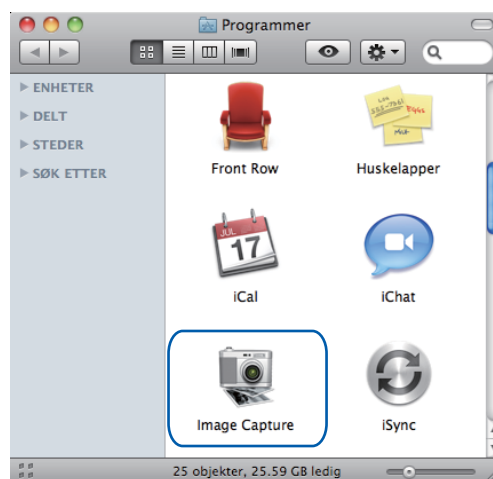 Programmer
ENHETER
DELT
STEDER
SØK ETTER
Front Row
Huskelapper
JUL
17
iCal
iChat
Image Capture
iSync
25 objekter, 25.59 GB ledig